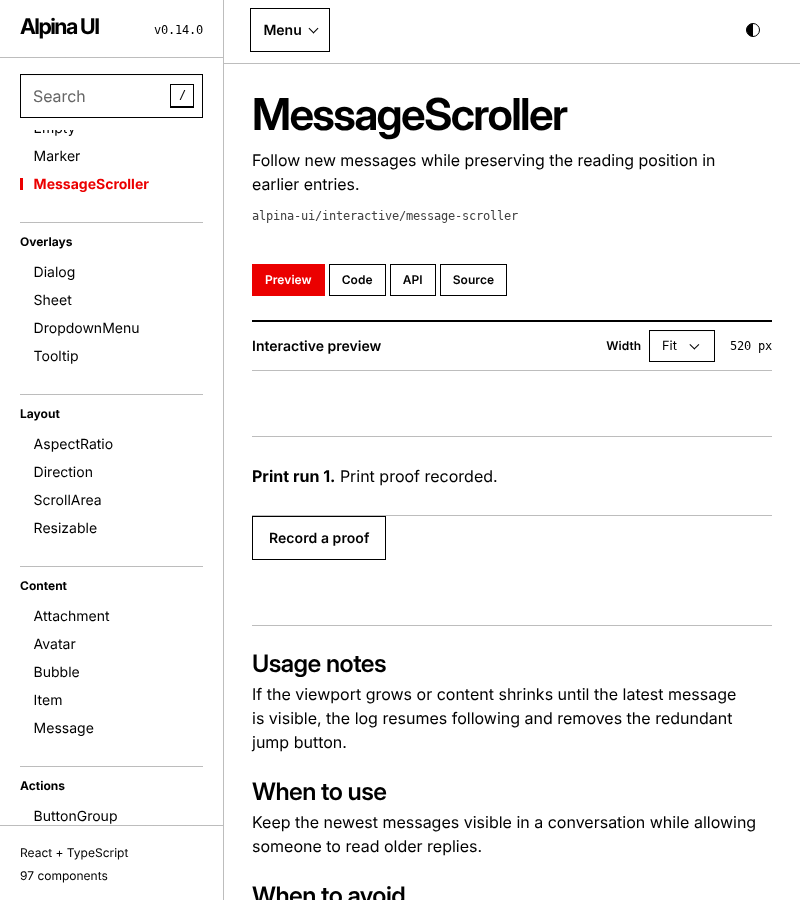 Alpina UI
v0.14.0
Search
/
Empty
Marker
MessageScroller
Overlays
Dialog
Sheet
DropdownMenu
Tooltip
Layout
AspectRatio
Direction
ScrollArea
Resizable
Content
Attachment
Avatar
Bubble
Item
Message
Actions
ButtonGroup
React + TypeScript
97 components
Menu
MessageScroller
Follow new messages while preserving the reading position in
earlier entries.
alpina-ui/interactive/message-scroller
Preview
Code
API
Source
Interactive preview
Width
Fit
520 px
Print run 1. Print proof recorded.
Record a proof
Usage notes
If the viewport grows or content shrinks until the latest message
is visible, the log resumes following and removes the redundant
jump button.
When to use
Keep the newest messages visible in a conversation while allowing
someone to read older replies.
When to avoid